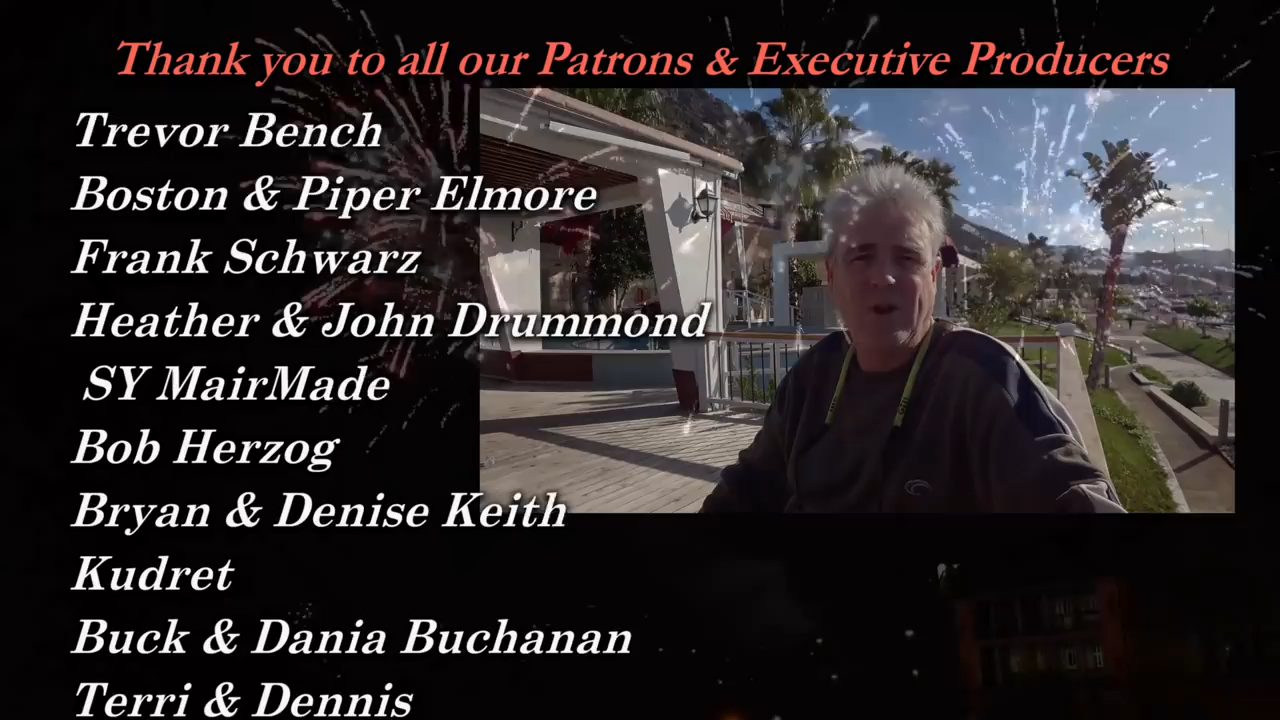 Thank you to all our Patrons & Executive Producers
Trevor Bench
Boston & Piper Elmore
Frank Schwarz
Heather & John Drummond
SY MairMade
Bob Herzog
Bryan & Denise Keith
Kudret
Buck & Dania Buchanan
Terri & Dennis